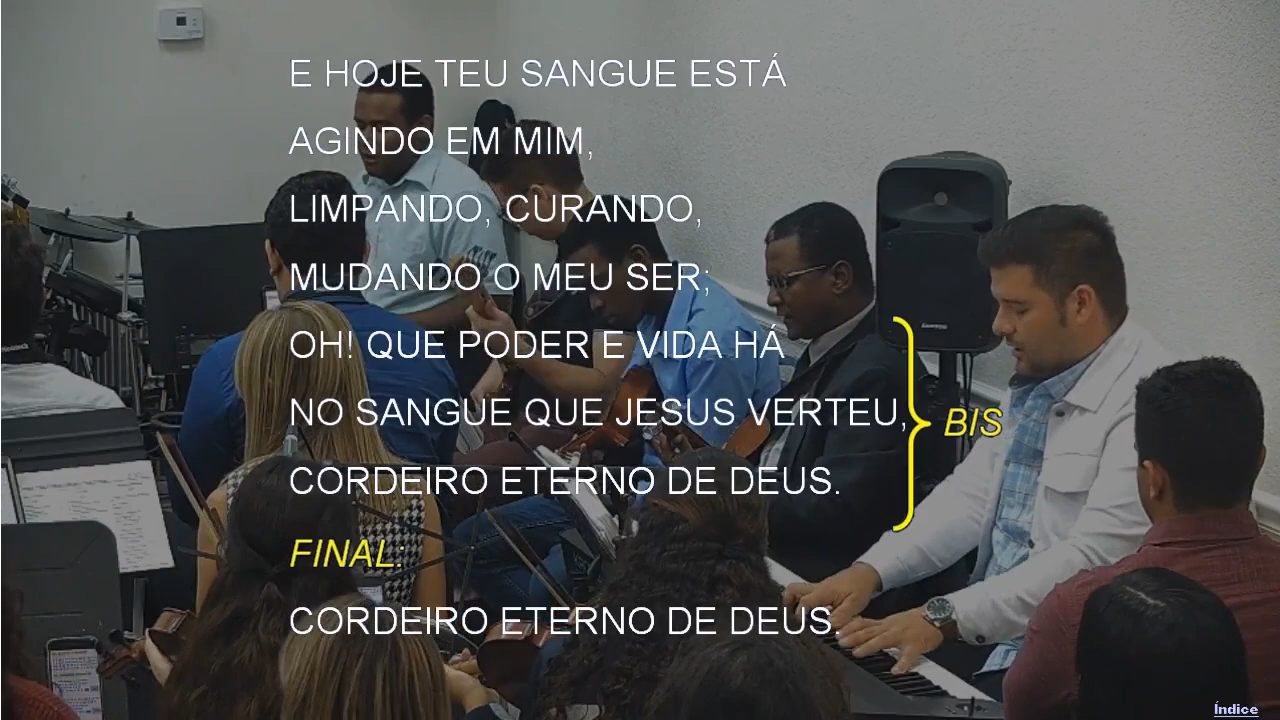 E HOJE TEU SANGUE ESTÁ
AGINDO EM MIM,
LIMPANDO, CURANDO,
MUDANDO O MEU SER;
OH! QUE PODER E VIDA HÁ
NO SANGUE QUE JESUS VERTEU,
BIS
CORDEIRO ETERNO DE DEUS.
FINAL:
CORDEIRO ETERNO DE DEUS.
Índice